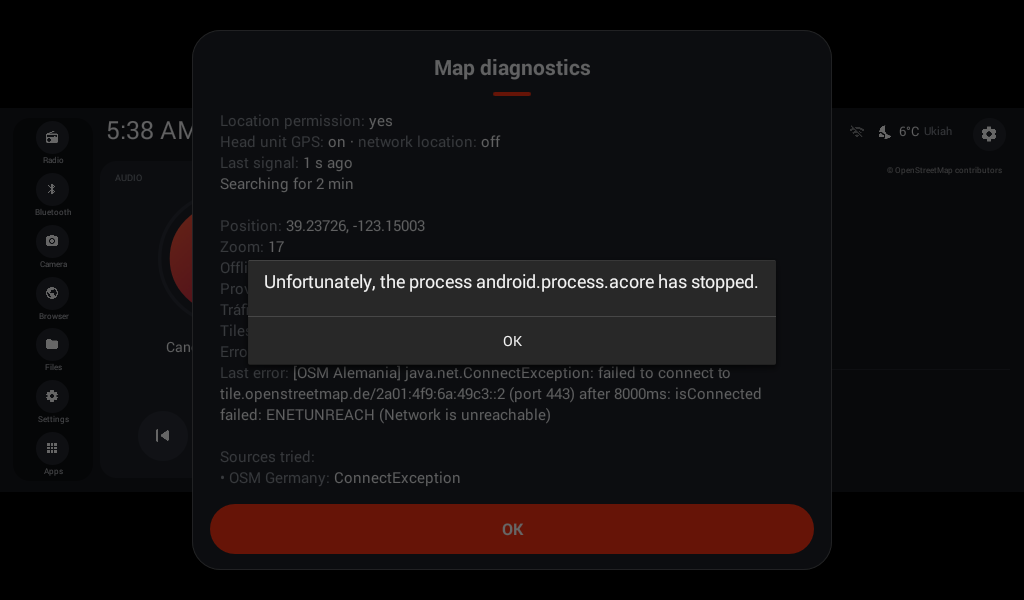 Map diagnostics
5:38 AM
6°C Ukiah
© OpenStreetMap contributors
Radio
Bluetooth
Camera
Browser
Files
Settings
Apps
AUDIO
Location permission: yes
Head unit GPS: on · network location: off
Last signal: 1 s ago
Searching for 2 min
Position: 39.23726, -123.15003
Zoom: 17
Unfortunately, the process android.process.acore has stopped.
OK
Last error: [OSM Alemania] java.net.ConnectException: failed to connect to
tile.openstreetmap.de/2a01:4f9:6a:49c3::2 (port 443) after 8000ms: isConnected
failed: ENETUNREACH (Network is unreachable)
Sources tried:
• OSM Germany: ConnectException
OK